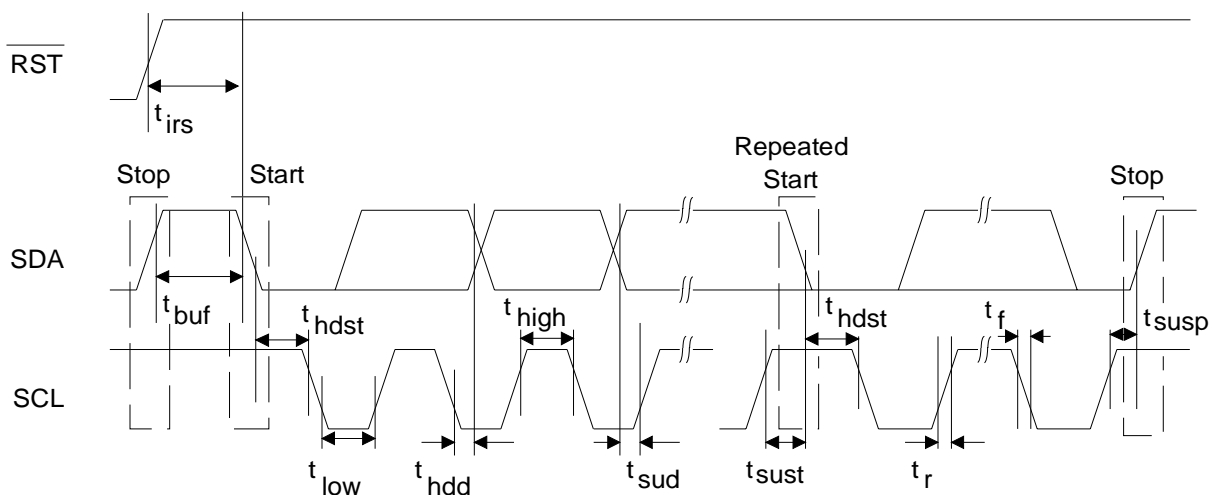 RST
t irs
Repeated
Stop Start Start Stop
SDA
t buf t hdst t high t hdst t f t susp
SCL
t low t hdd t sud t sust t r